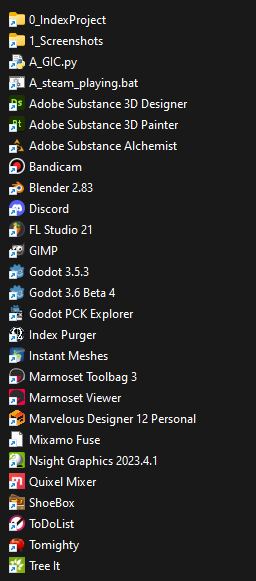 0_IndexProject
1_Screenshots
A_GIC.py
A_steam_playing.bat
Adobe Substance 3D Designer
Adobe Substance 3D Painter
Adobe Substance Alchemist
Bandicam
Blender 2.83
Discord
FL Studio 21
GIMP
Godot 3.5.3
Godot 3.6 Beta 4
Godot PCK Explorer
Index Purger
Instant Meshes
Marmoset Toolbag 3
Marmoset Viewer
Marvelous Designer 12 Personal
Mixamo Fuse
Nsight Graphics 2023.4.1
Quixel Mixer
ShoeBox
ToDoList
Tomighty
Tree It